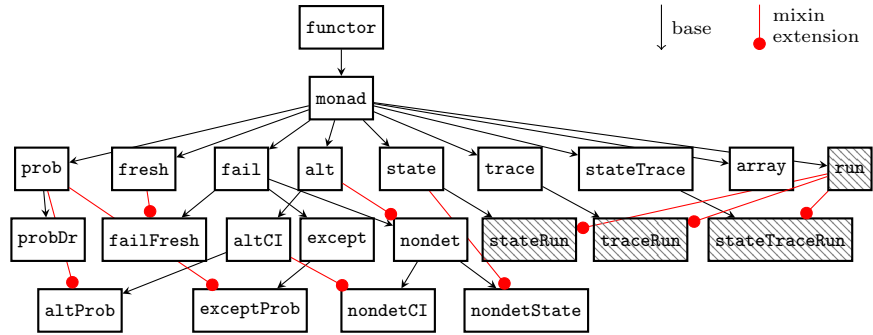 functor
base
mixin
extension
monad
prob fresh fail alt state trace stateTrace array run
probDr failFresh altCI except nondet stateRun traceRun stateTraceRun
altProb exceptProb nondetCI nondetState